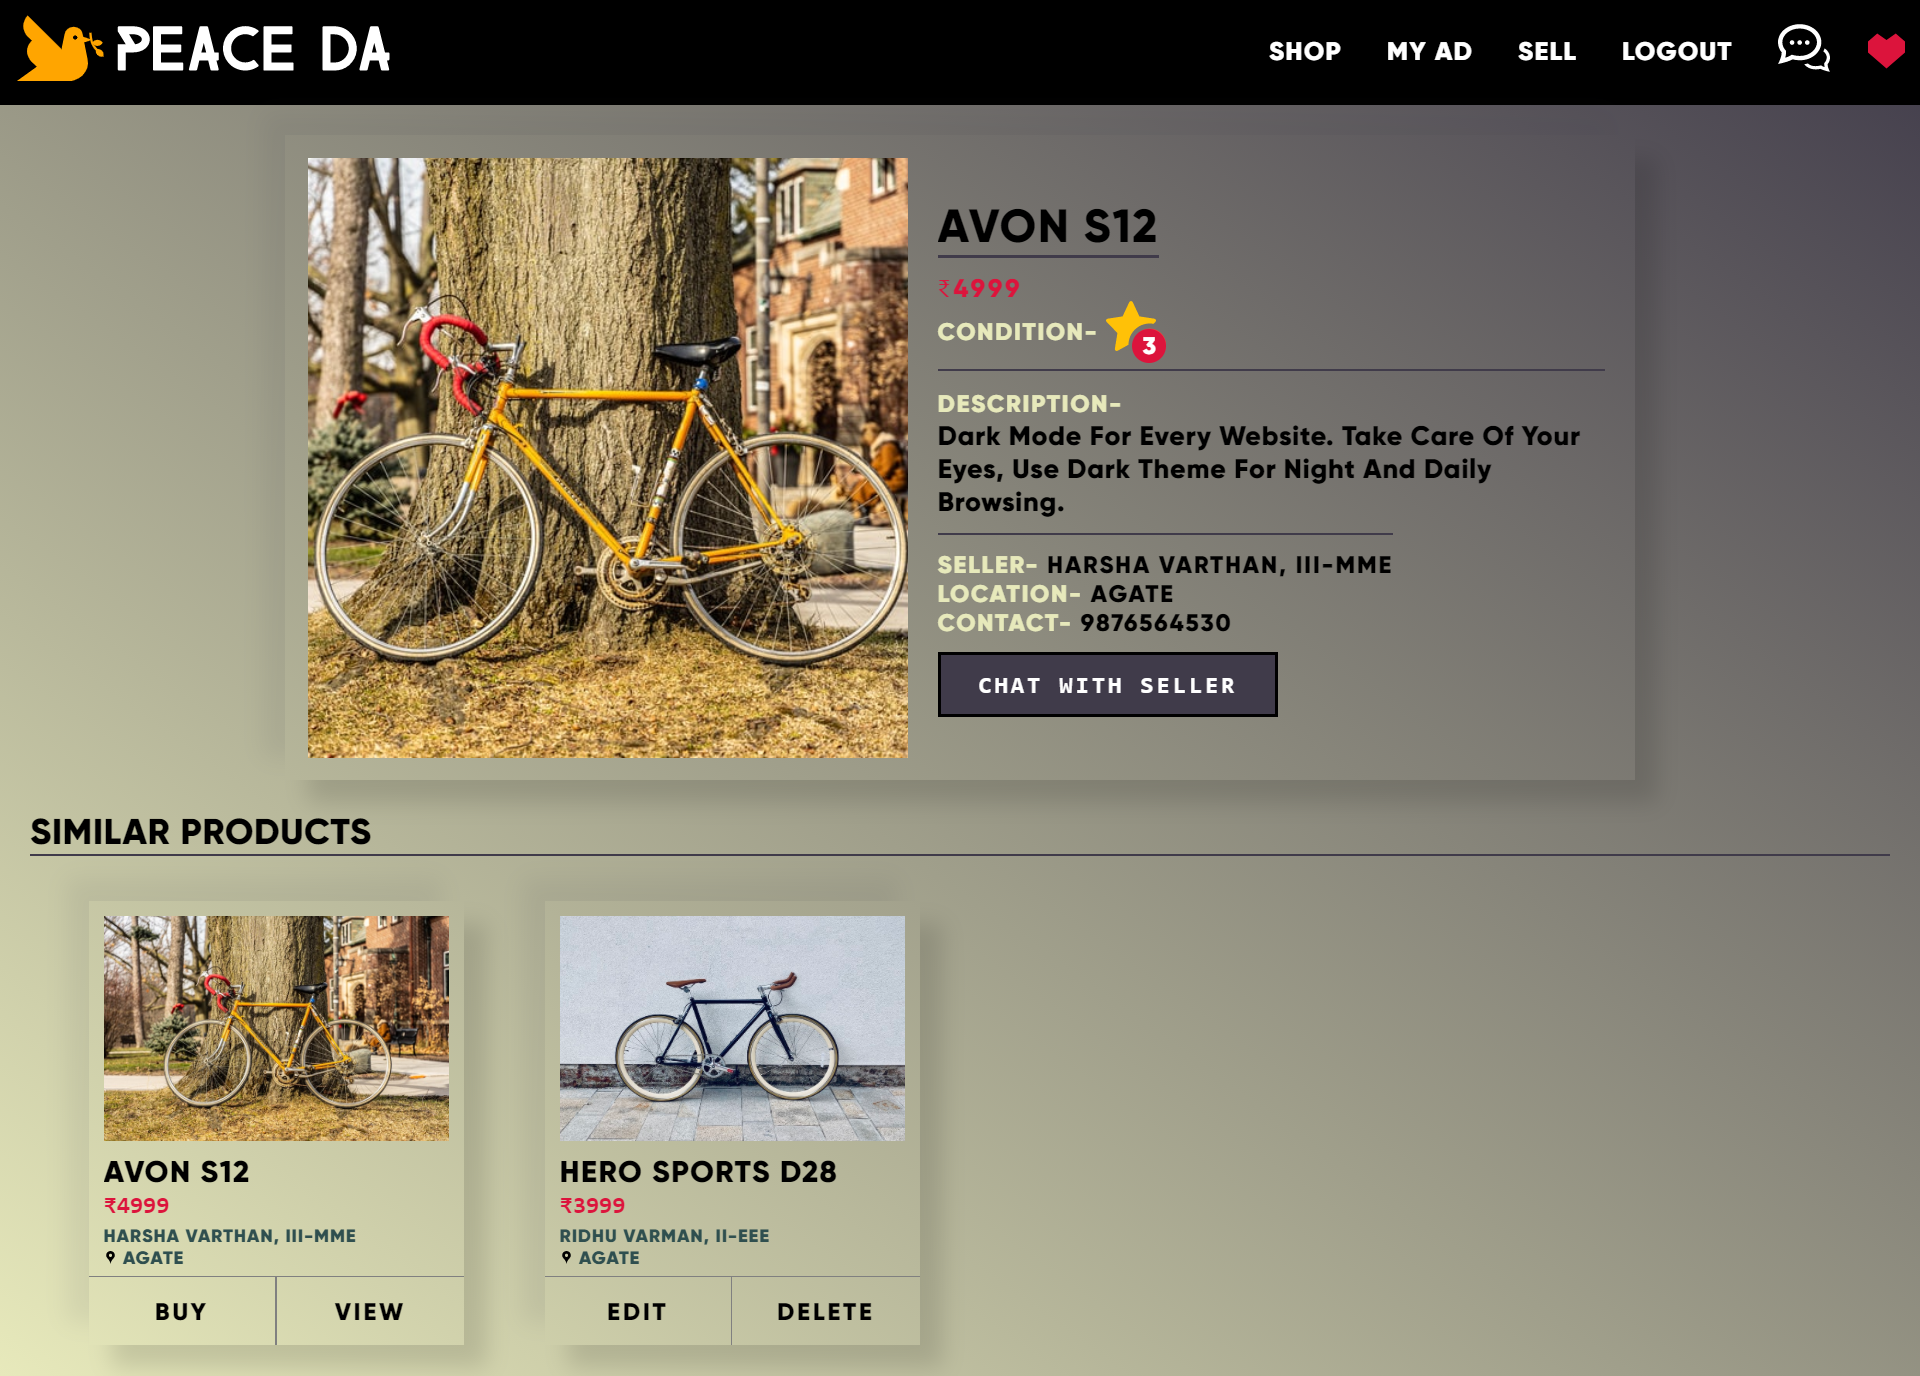 PEACE DA
SHOP MY AD SELL LOGOUT
AVON S12
₹4999
CONDITION- 3
DESCRIPTION-
Dark Mode For Every Website. Take Care Of Your
Eyes, Use Dark Theme For Night And Daily
Browsing.
SELLER- HARSHA VARTHAN, III-MME
LOCATION- AGATE
CONTACT- 9876564530
CHAT WITH SELLER
SIMILAR PRODUCTS
AVON S12
₹4999
HARSHA VARTHAN, III-MME
AGATE
BUY VIEW
HERO SPORTS D28
₹3999
RIDHU VARMAN, II-EEE
AGATE
EDIT DELETE